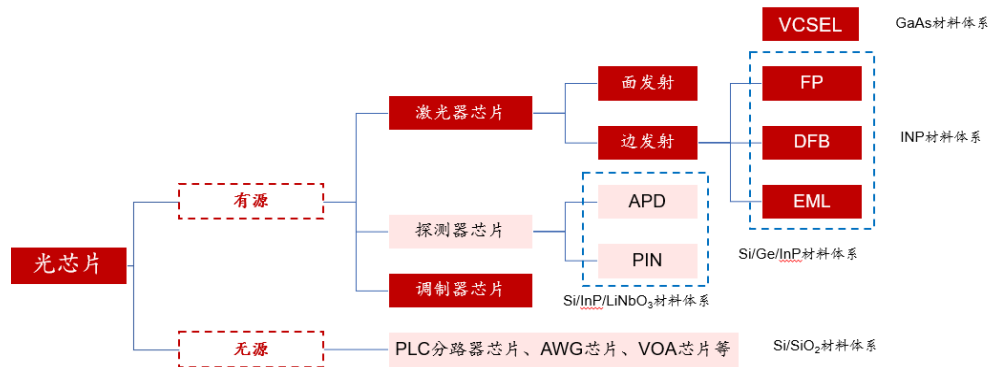 VCSEL
GaAs材料体系
面发射
FP
激光器芯片
边发射
DFB
INP材料体系
有源
APD
EML
探测器芯片
光芯片
PIN
Si/Ge/InP材料体系
调制器芯片
Si/InP/LiNbO₃材料体系
无源
PLC分路器芯片、AWG芯片、VOA芯片等
Si/SiO₂材料体系